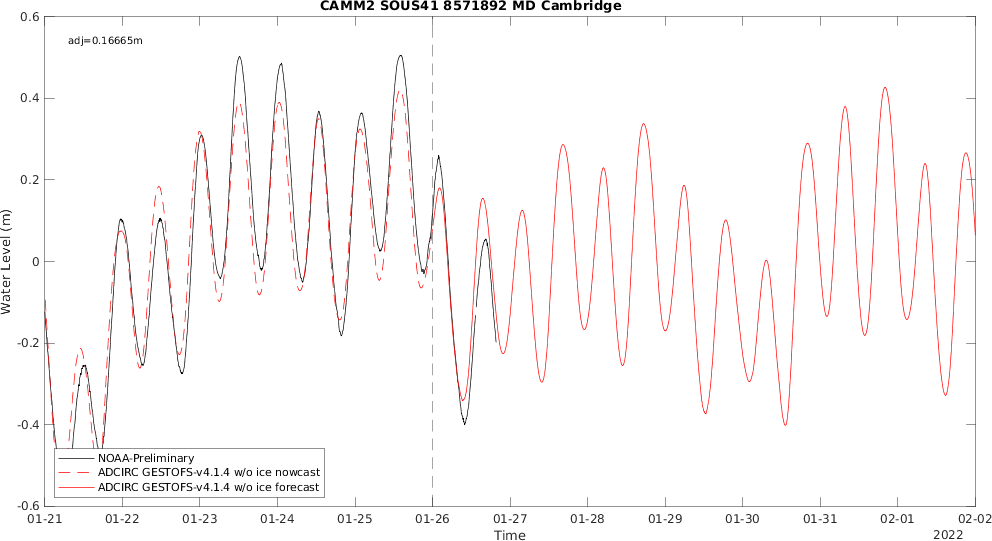 CAMM2 SOUS41 8571892 MD Cambridge
adj=0.16665m
0.6
0.4
0.2
0
-0.2
-0.4
-0.6
Water Level (m)
NOAA-Preliminary
ADCIRC GESTOFS-v4.1.4 w/o ice nowcast
ADCIRC GESTOFS-v4.1.4 w/o ice forecast
01-21 01-22 01-23 01-24 01-25 01-26 01-27 01-28 01-29 01-30 01-31 02-01 02-02
Time
2022